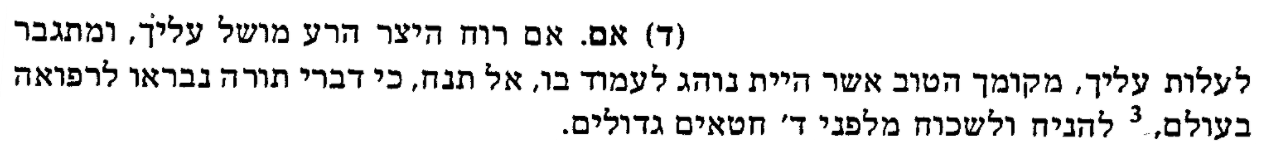 (ד) אם. אם רוח היצר הרע מושל עליך, ומתגבר
לעלות עליך, מקומך הטוב אשר היית נוהג לעמוד בו, אל תנח, כי דברי תורה נבראו לרפואה
בעולם, 3 להניח ולשכוח מלפני ד׳ חטאים גדולים.